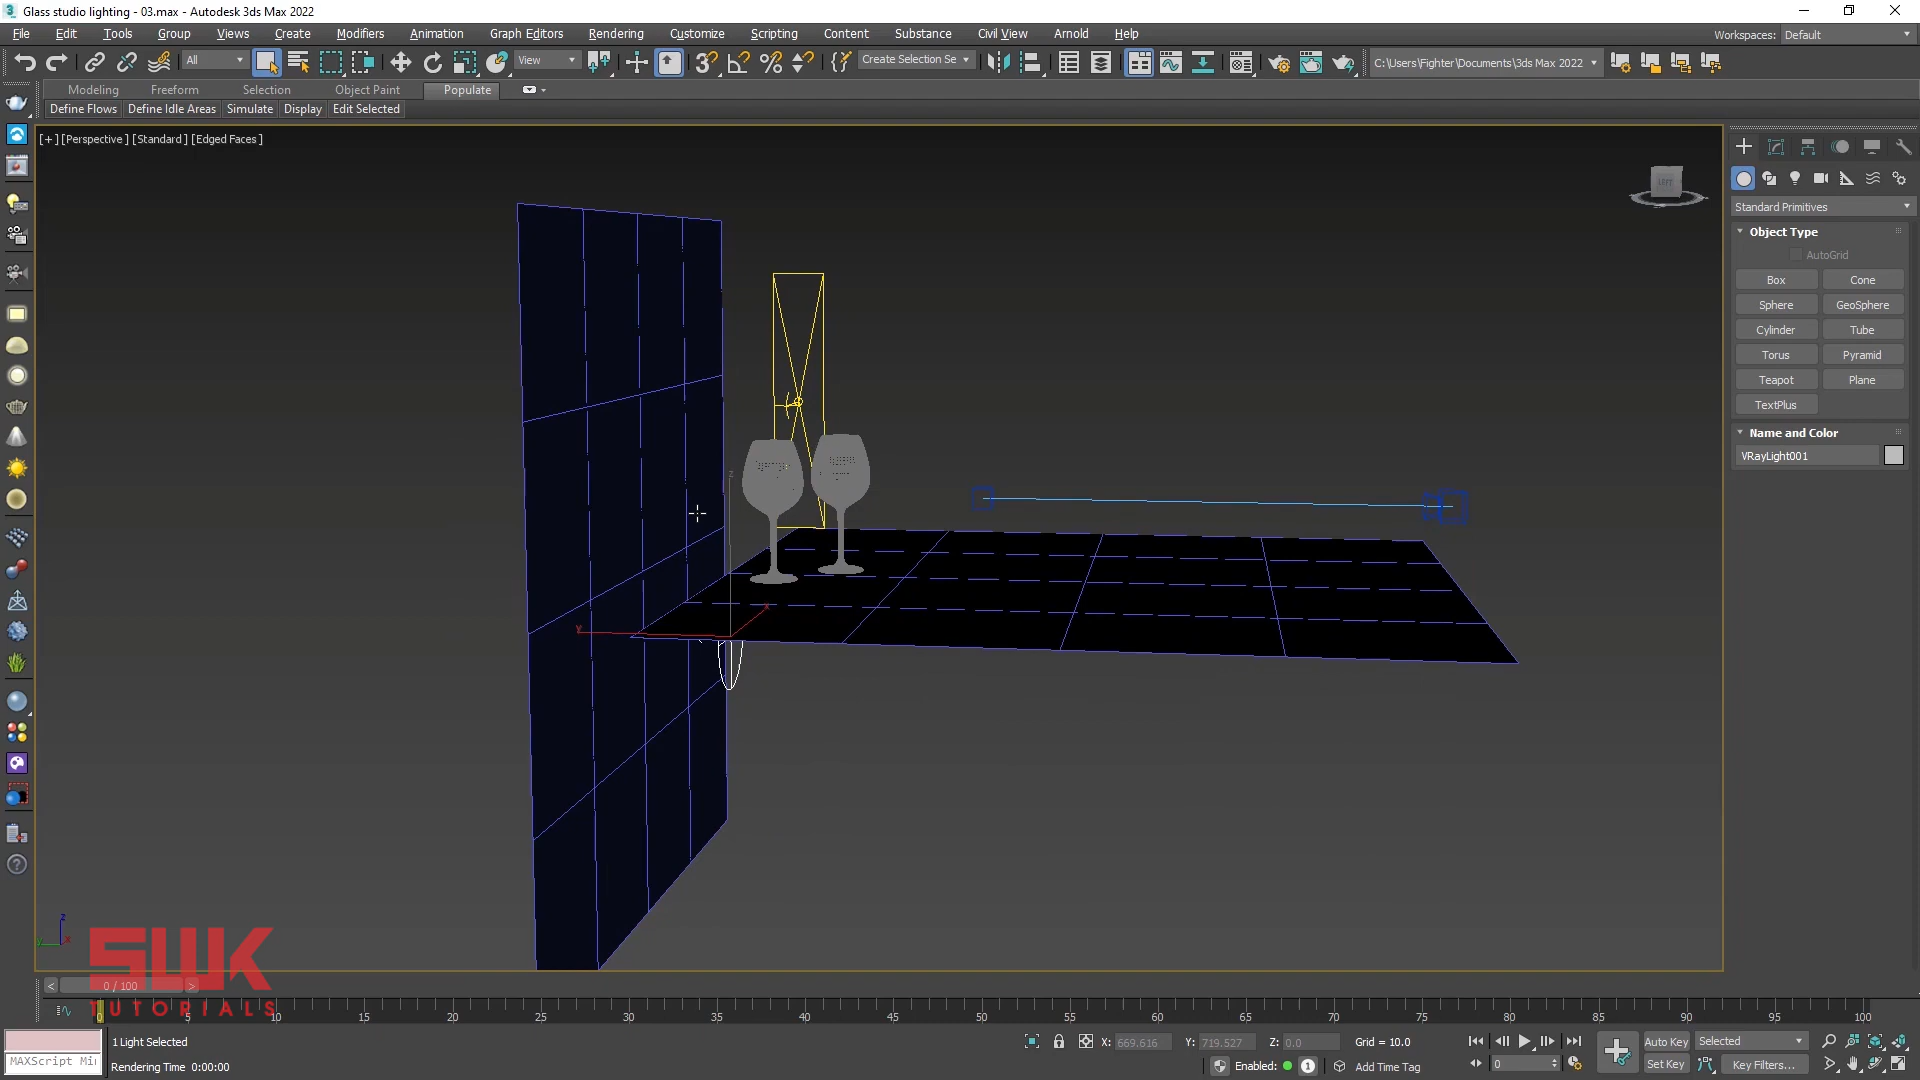 Glass studio lighting - 03.max - Autodesk 3ds Max 2022
File Edit Tools Group Views Create Modifiers Animation Graph Editors Rendering Customize Scripting Content Substance Civil View Arnold Help
Workspaces: Default
All View Create Selection Se C:\Users\Fighter\Documents\3ds Max 2022
Modeling Freeform Selection Object Paint Populate
Define Flows Define Idle Areas Simulate Display Edit Selected
[+] [Perspective ] [Standard ] [Edged Faces ]
LEFT
Standard Primitives
Object Type
AutoGrid
Box Cone
Sphere GeoSphere
Cylinder Tube
Torus Pyramid
Teapot Plane
TextPlus
Name and Color
VRayLight001
z
x
y
z
y x
SWK
TUTORIALS
< 0 / 100 >
0 5 10 15 20 25 30 35 40 45 50 55 60 65 70 75 80 85 90 95 100
1 Light Selected
X: 669.616 Y: 719.527 Z: 0.0 Grid = 10.0
Auto Key Selected
MAXScript Mi
Rendering Time 0:00:00
Enabled: 1 Add Time Tag
0
Set Key Key Filters...